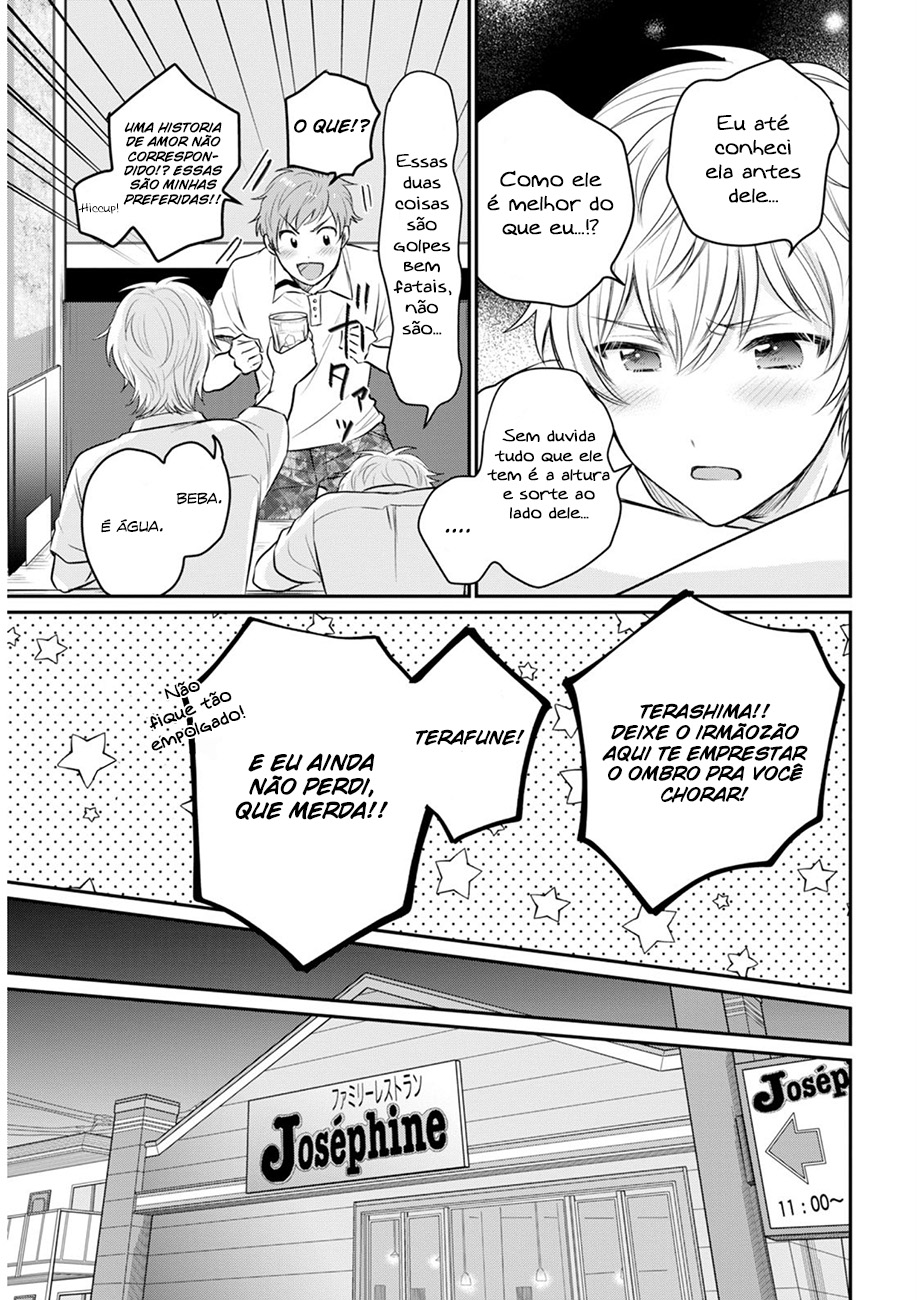 Eu até
conheci
ela antes
dele...
Como ele
é melhor do
que eu...!?
Sem duvida
tudo que ele
tem é a altura
e sorte ao
lado dele...
....
Essas
duas
coisas
são
golpes
bem
fatais,
não
são...
O QUE!?
UMA HISTORIA
DE AMOR NÃO
CORRESPON-
DIDO!? ESSAS
SÃO MINHAS
PREFERIDAS!!
Hiccup!
ガタッ
BEBA.
É ÁGUA.
TERASHIMA!!
DEIXE O IRMÃOZÃO
AQUI TE EMPRESTAR
O OMBRO PRA VOCÊ
CHORAR!
TERAFUNE!
E EU AINDA
NÃO PERDI,
QUE MERDA!!
Não
fique tão
empolgado!
ファミリーレストラン
Joséphine
Josép
11:00~